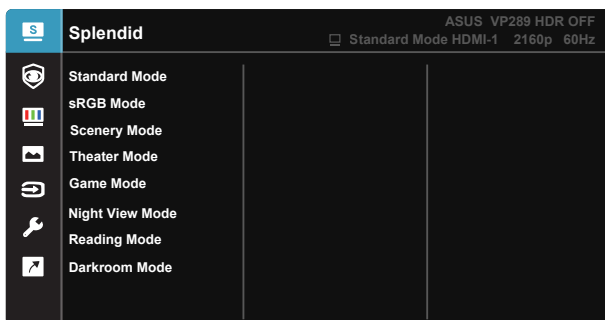 S
Splendid
ASUS VP289 HDR OFF
Standard Mode HDMI-1 2160p 60Hz
Standard Mode
sRGB Mode
Scenery Mode
Theater Mode
Game Mode
Night View Mode
Reading Mode
Darkroom Mode